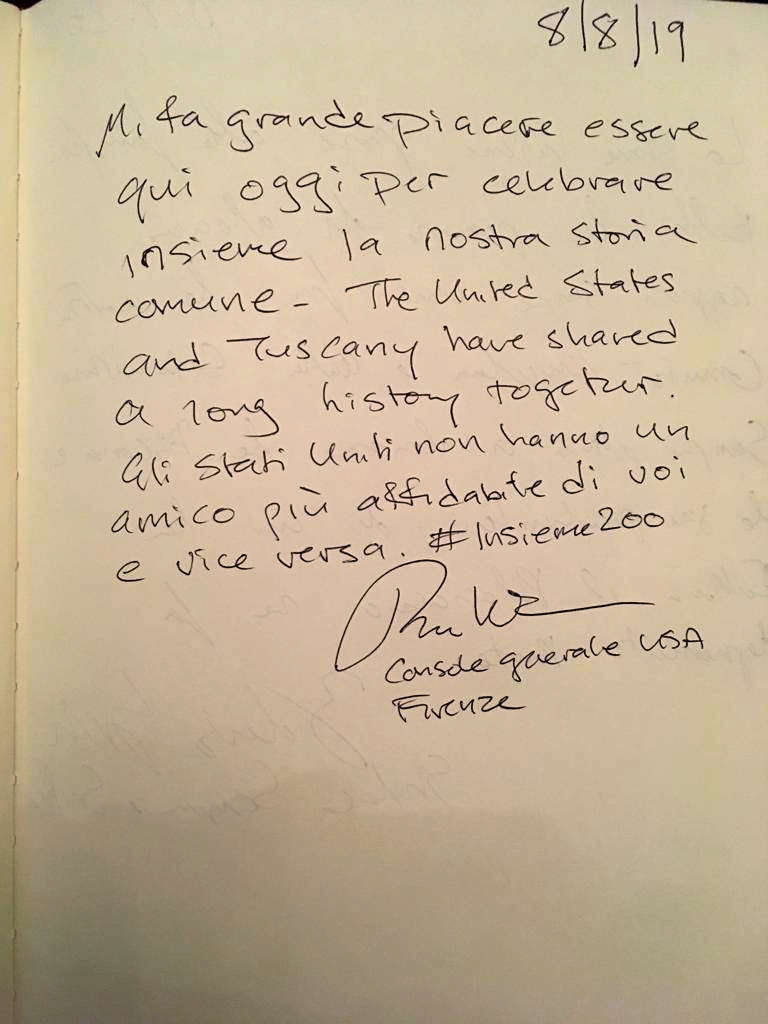 8/8/19
Mi fa grande piacere essere
qui oggi per celebrare
insieme la nostra storia
comune - The United States
and Tuscany have shared
a long history together.
Gli Stati Uniti non hanno un
amico più affidabile di voi
e vice versa. #Insieme200
Console generale USA
Firenze